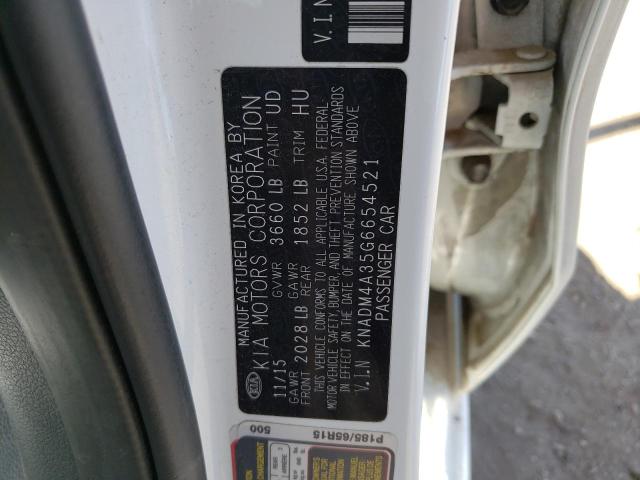 V.I.N
MANUFACTURED IN KOREA BY
KIA MOTORS CORPORATION
KIA
11/15 GVWR 3660 LB PAINT UD
GAWR FRONT 2028 LB GAWR REAR 1852 LB TRIM HU
THIS VEHICLE CONFORMS TO ALL APPLICABLE U.S.A. FEDERAL
MOTOR VEHICLE SAFETY, BUMPER, AND THEFT PREVENTION STANDARDS
IN EFFECT ON THE DATE OF MANUFACTURE SHOWN ABOVE
V.I.N KNADM4A35G6654521
PASSENGER CAR
500 P185/65R15